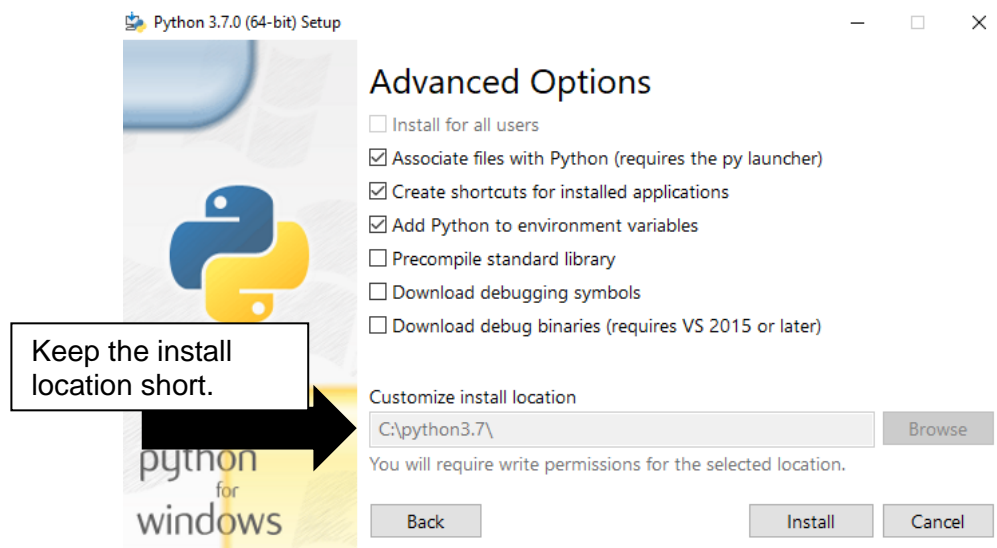 Python 3.7.0 (64-bit) Setup
Advanced Options
Install for all users
Associate files with Python (requires the py launcher)
Create shortcuts for installed applications
Add Python to environment variables
Precompile standard library
Download debugging symbols
Download debug binaries (requires VS 2015 or later)
Keep the install
location short.
Customize install location
C:\python3.7\
Browse
You will require write permissions for the selected location.
python
for
windows
Back
Install
Cancel